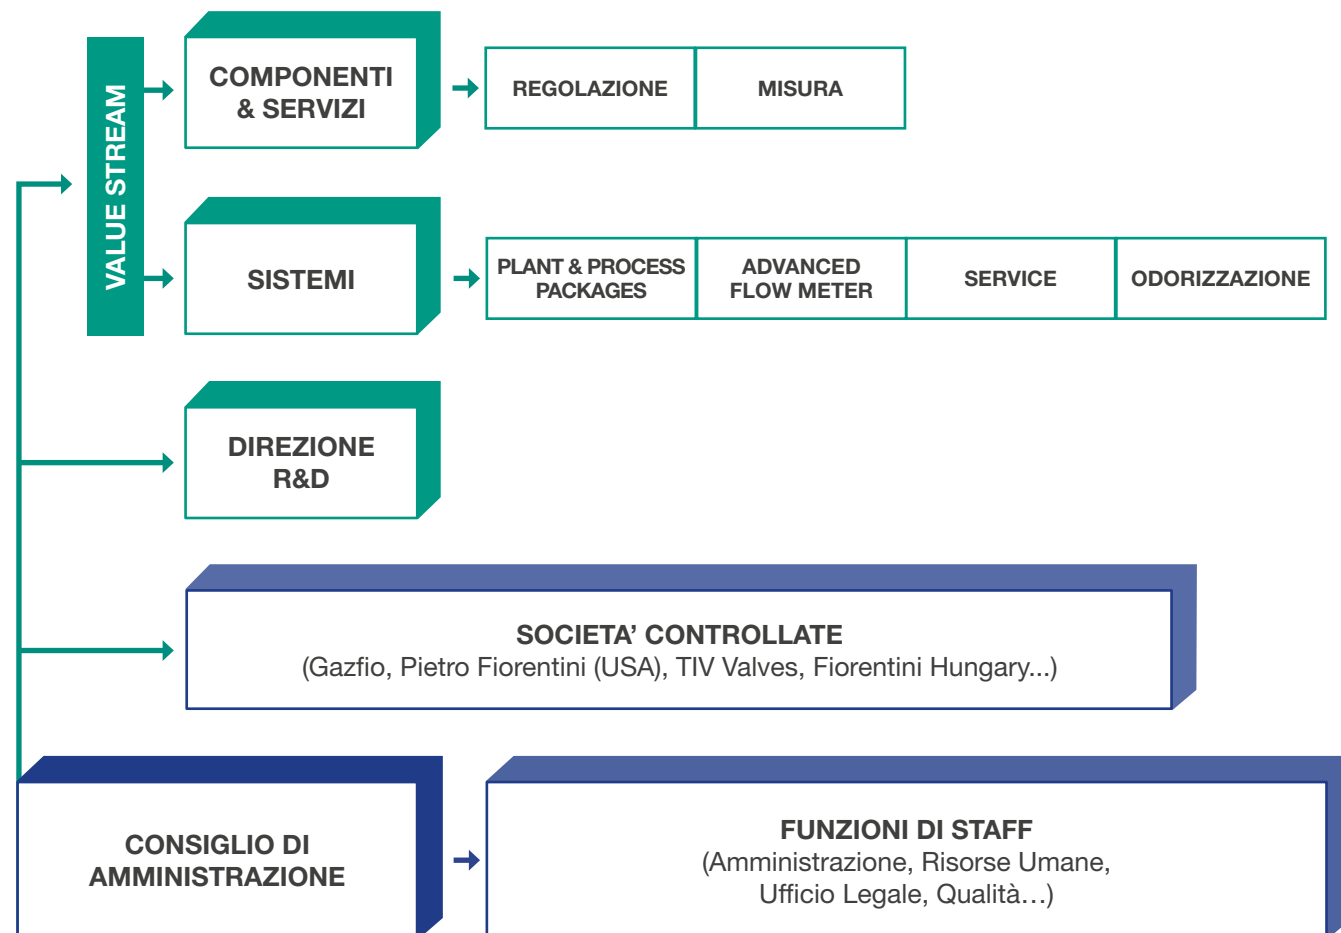 VALUE STREAM
COMPONENTI
& SERVIZI
REGOLAZIONE
MISURA
SISTEMI
PLANT & PROCESS
PACKAGES
ADVANCED
FLOW METER
SERVICE
ODORIZZAZIONE
DIREZIONE
R&D
SOCIETA’ CONTROLLATE
(Gazfio, Pietro Fiorentini (USA), TIV Valves, Fiorentini Hungary...)
CONSIGLIO DI
AMMINISTRAZIONE
FUNZIONI DI STAFF
(Amministrazione, Risorse Umane,
Ufficio Legale, Qualità…)